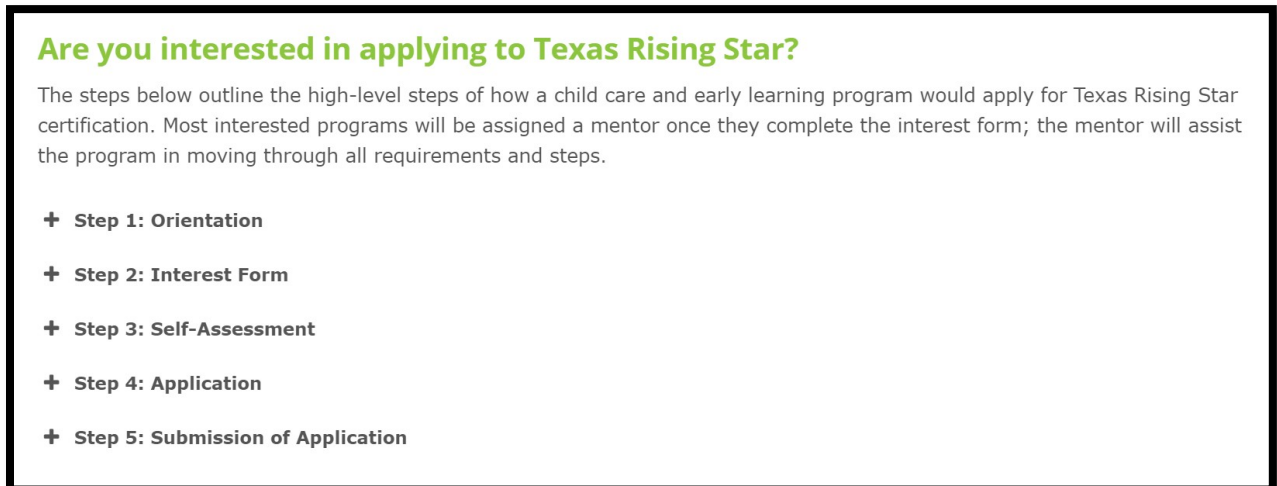 Are you interested in applying to Texas Rising Star?
The steps below outline the high-level steps of how a child care and early learning program would apply for Texas Rising Star
certification. Most interested programs will be assigned a mentor once they complete the interest form; the mentor will assist
the program in moving through all requirements and steps.
+ Step 1: Orientation
+ Step 2: Interest Form
+ Step 3: Self-Assessment
+ Step 4: Application
+ Step 5: Submission of Application